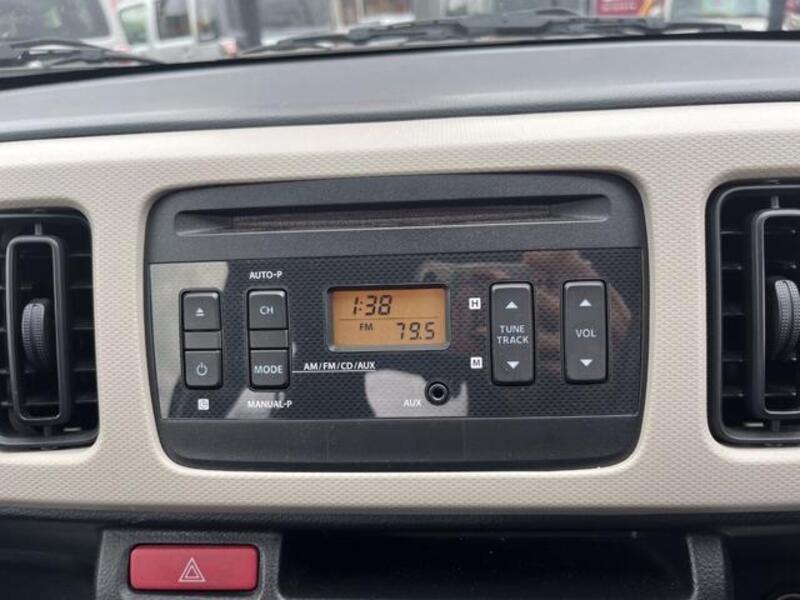 AUTO-P
CH
MODE
MANUAL-P
1:38
FM
79.5
AM/FM/CD/AUX
AUX
H
M
TUNE
TRACK
VOL